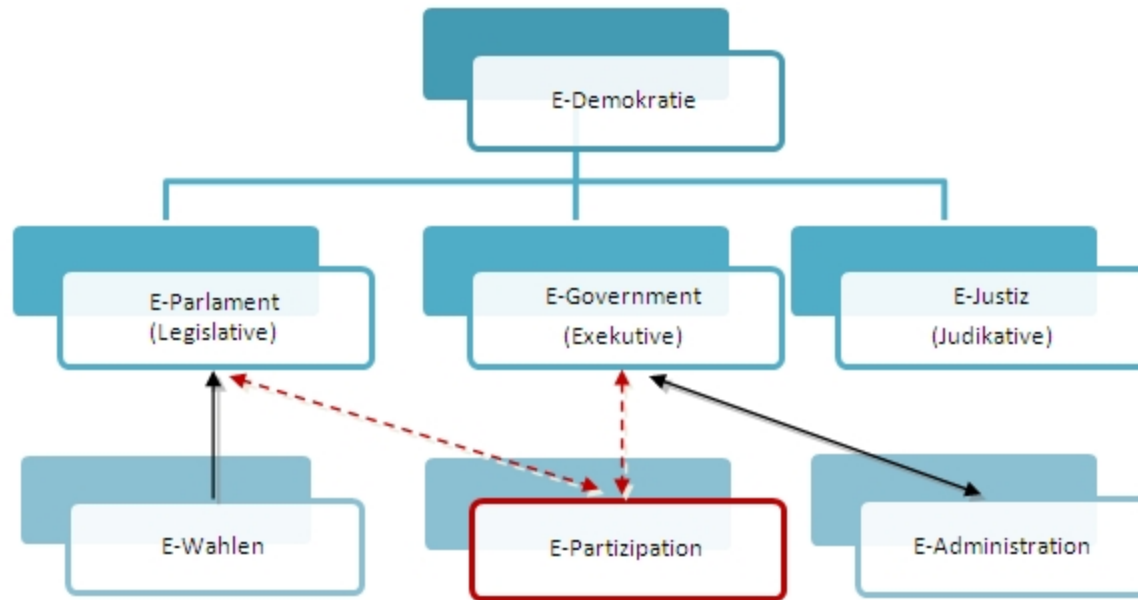 E-Demokratie
E-Parlament
(Legislative)
E-Government
(Exekutive)
E-Justiz
(Judikative)
E-Wahlen
E-Partizipation
E-Administration